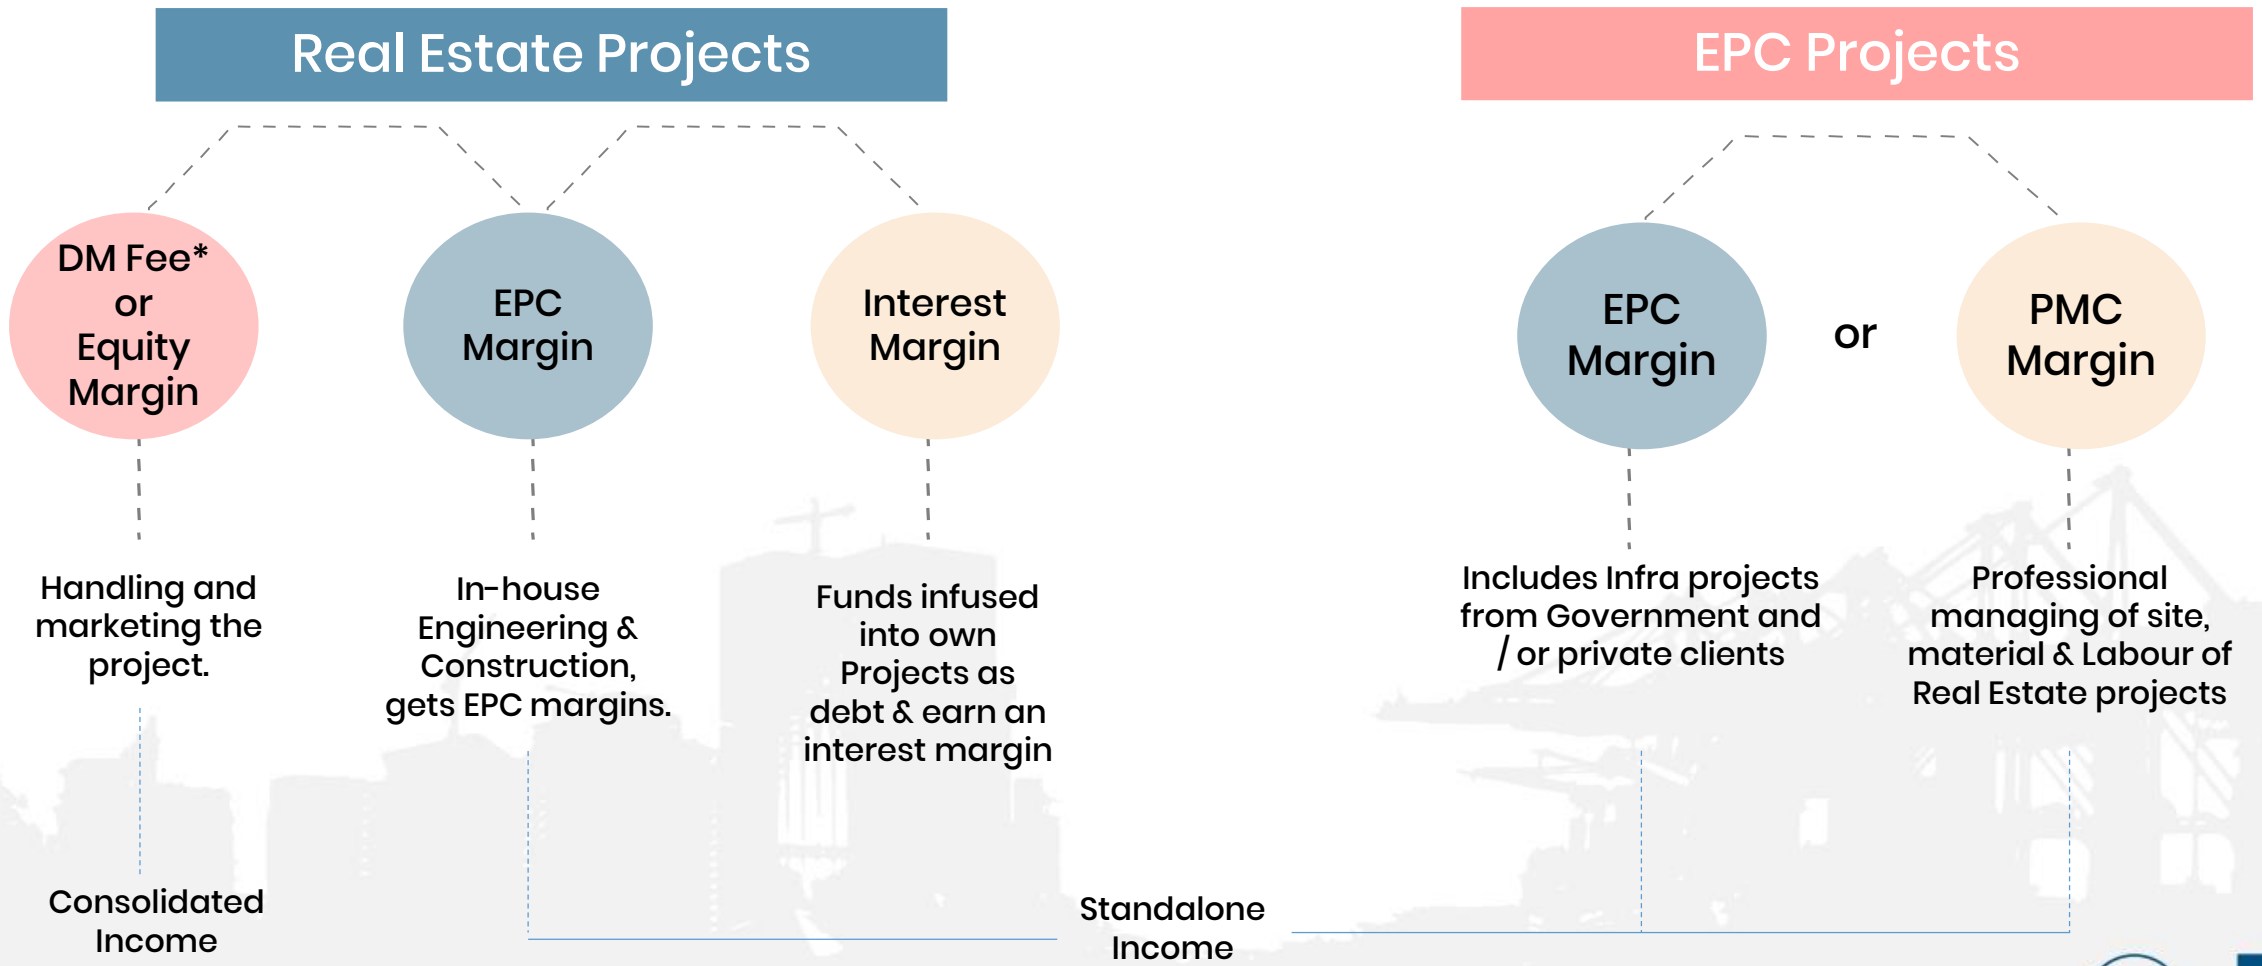 Real Estate Projects
EPC Projects
DM Fee*
or
Equity
Margin
EPC
Margin
Interest
Margin
EPC
Margin
or
PMC
Margin
Handling and
marketing the
project.
In-house
Engineering &
Construction,
gets EPC margins.
Funds infused
into own
Projects as
debt & earn an
interest margin
Includes Infra projects
from Government and
/ or private clients
Professional
managing of site,
material & Labour of
Real Estate projects
Consolidated
Income
Standalone
Income